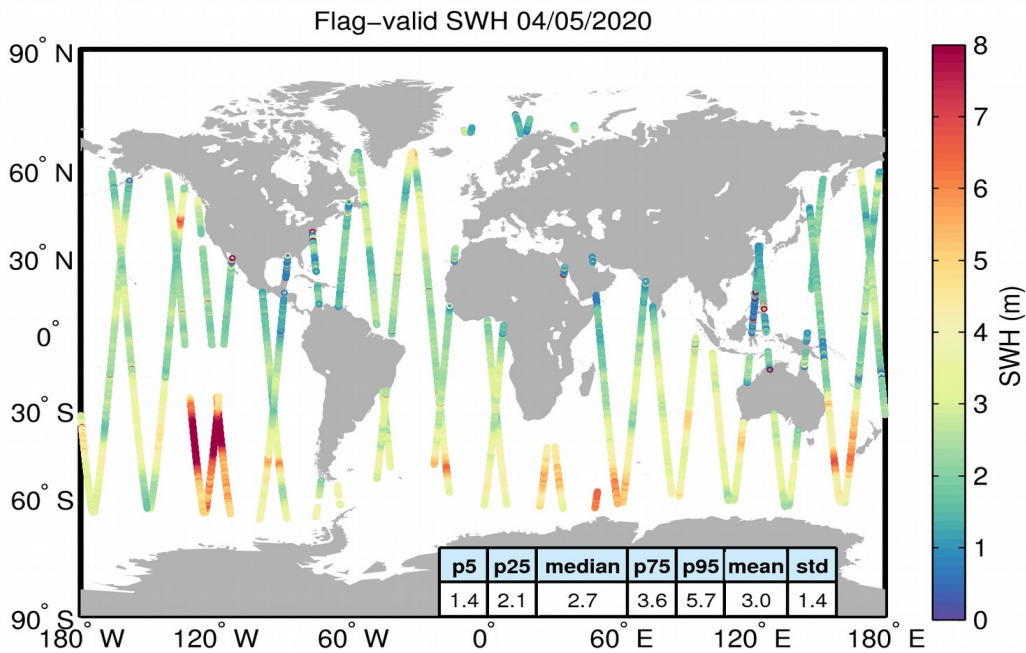 Flag−valid SWH 04/05/2020
90° N
60° N
30° N
0°
30° S
60° S
90° S
180° W
120° W
60° W
0°
60° E
120° E
180° E
8
7
6
5
4
3
2
1
0
SWH (m)
p5 p25 median p75 p95 mean std
1.4 2.1 2.7 3.6 5.7 3.0 1.4